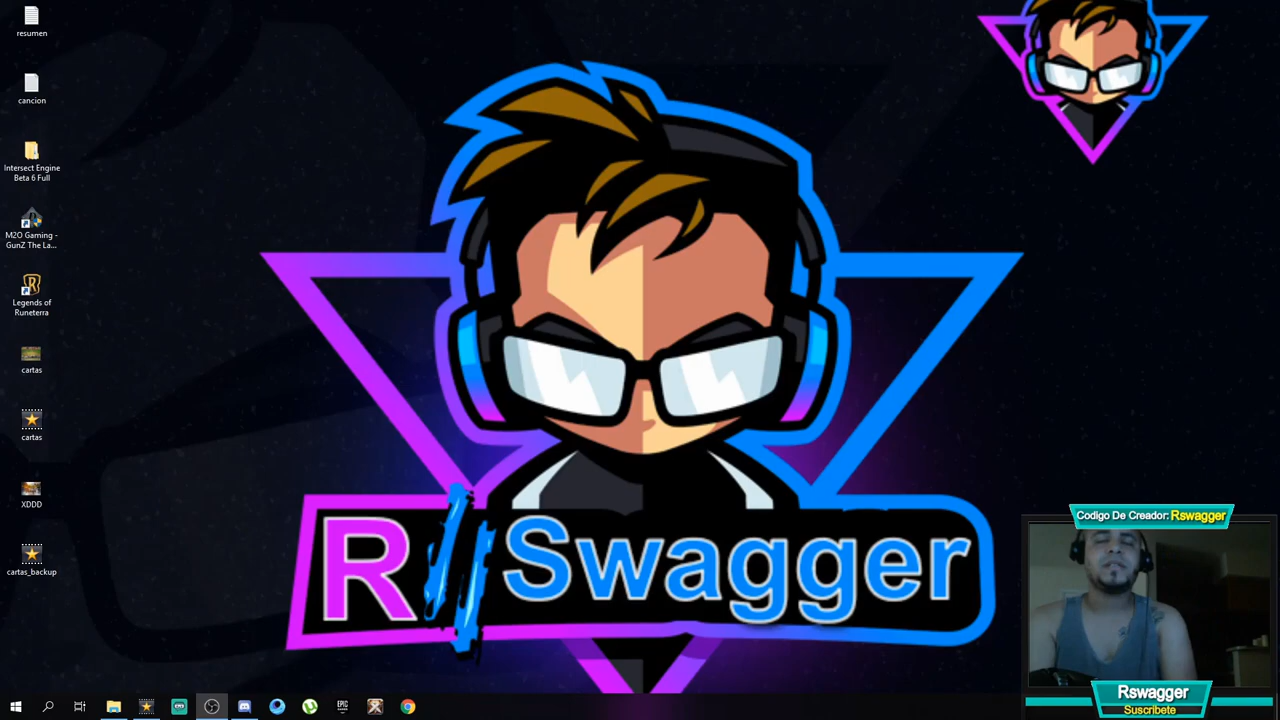 resumen
cancion
Intersect Engine
Beta 6 Full
M2O Gaming -
GunZ The La...
Legends of
Runeterra
cartas
cartas
XDDD
cartas_backup
R//Swagger
Codigo De Creador: Rswagger
Rswagger
Suscribete
EPIC